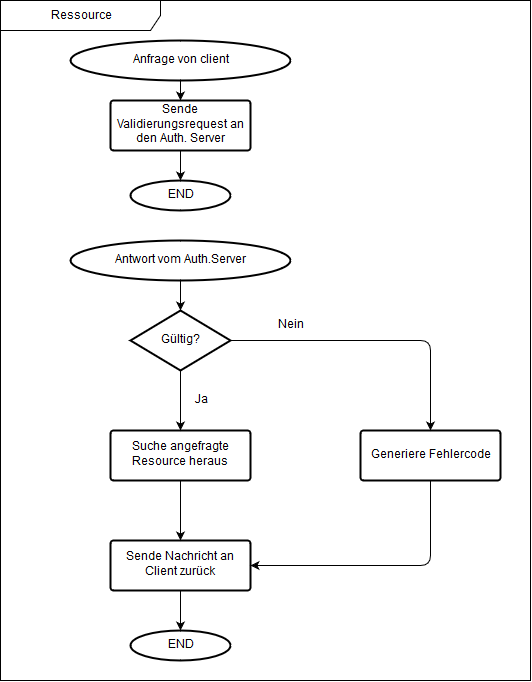 Ressource
Anfrage von client
Sende
Validierungsrequest an
den Auth. Server
END
Antwort vom Auth.Server
Gültig?
Nein
Ja
Suche angefragte
Resource heraus
Generiere Fehlercode
Sende Nachricht an
Client zurück
END